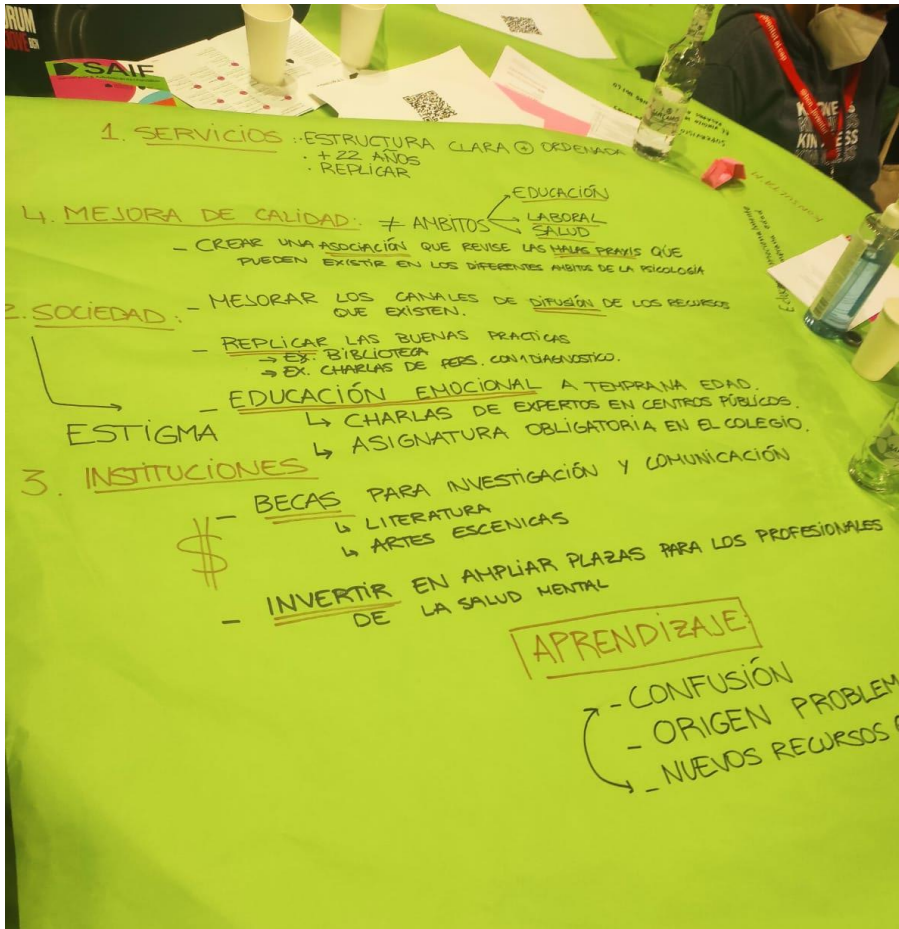 FORUM
JOVE BCN
SAIF
KINDNESS
KINDNESS
1. SERVICIOS : · ESTRUCTURA CLARA + ORDENADA
· + 22 AÑOS
· REPLICAR
4. MEJORA DE CALIDAD: ≠ AMBITOS
EDUCACIÓN
LABORAL
SALUD
- CREAR UNA ASOCIACIÓN QUE REVISE LAS MALAS PRAXIS QUE
PUEDEN EXISTIR EN LOS DIFERENTES AMBITOS DE LA PSICOLOGÍA
2. SOCIEDAD: - MEJORAR LOS CANALES DE DIFUSIÓN DE LOS RECURSOS
QUE EXISTEN.
- REPLICAR LAS BUENAS PRACTICAS
→ EX. BIBLIOTECA
→ EX. CHARLAS DE PERS. CON 1 DIAGNOSTICO.
- EDUCACIÓN EMOCIONAL A TEMPRANA EDAD.
↳ CHARLAS DE EXPERTOS EN CENTROS PÚBLICOS.
ESTIGMA
↳ ASIGNATURA OBLIGATORIA EN EL COLEGIO.
3. INSTITUCIONES
$
- BECAS PARA INVESTIGACIÓN Y COMUNICACIÓN
↳ LITERATURA
↳ ARTES ESCENICAS
- INVERTIR EN AMPLIAR PLAZAS PARA LOS PROFESIONALES
DE LA SALUD MENTAL
APRENDIZAJE:
- CONFUSIÓN
- ORIGEN PROBLEM
- NUEVOS RECURSOS